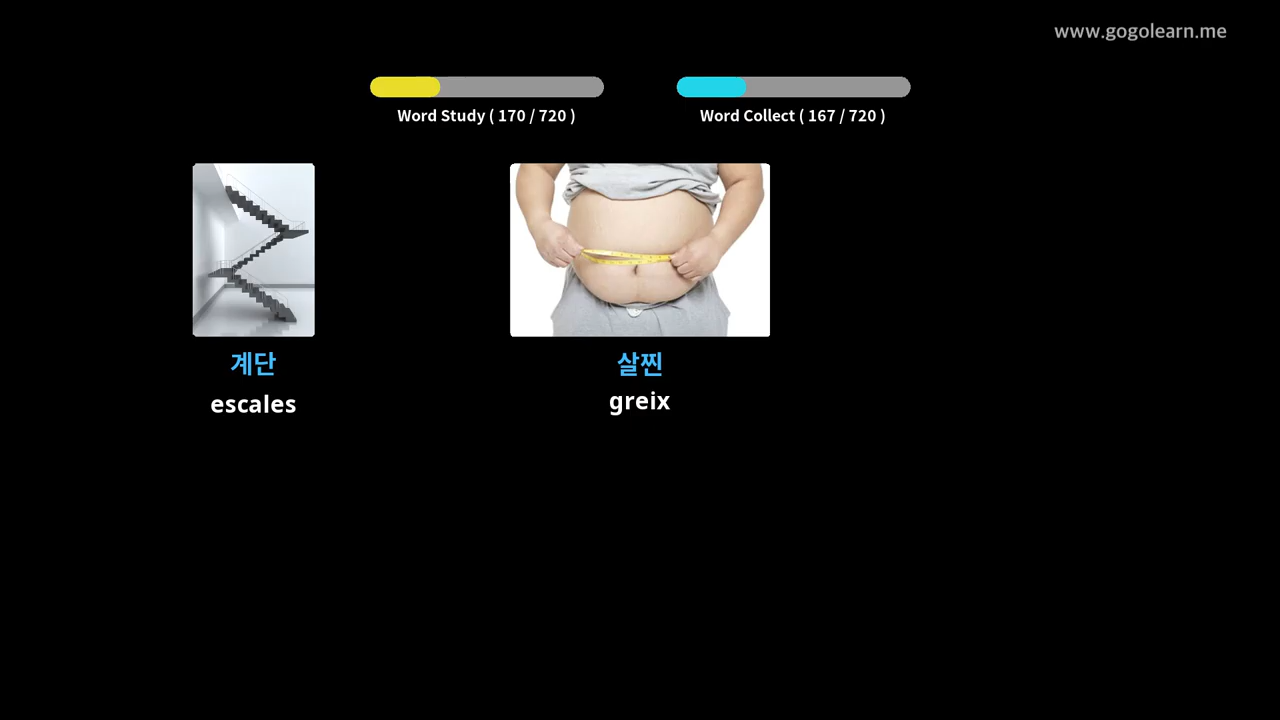 www.gogolearn.me
Word Study ( 170 / 720 )
Word Collect ( 167 / 720 )
계단
escales
살찐
greix